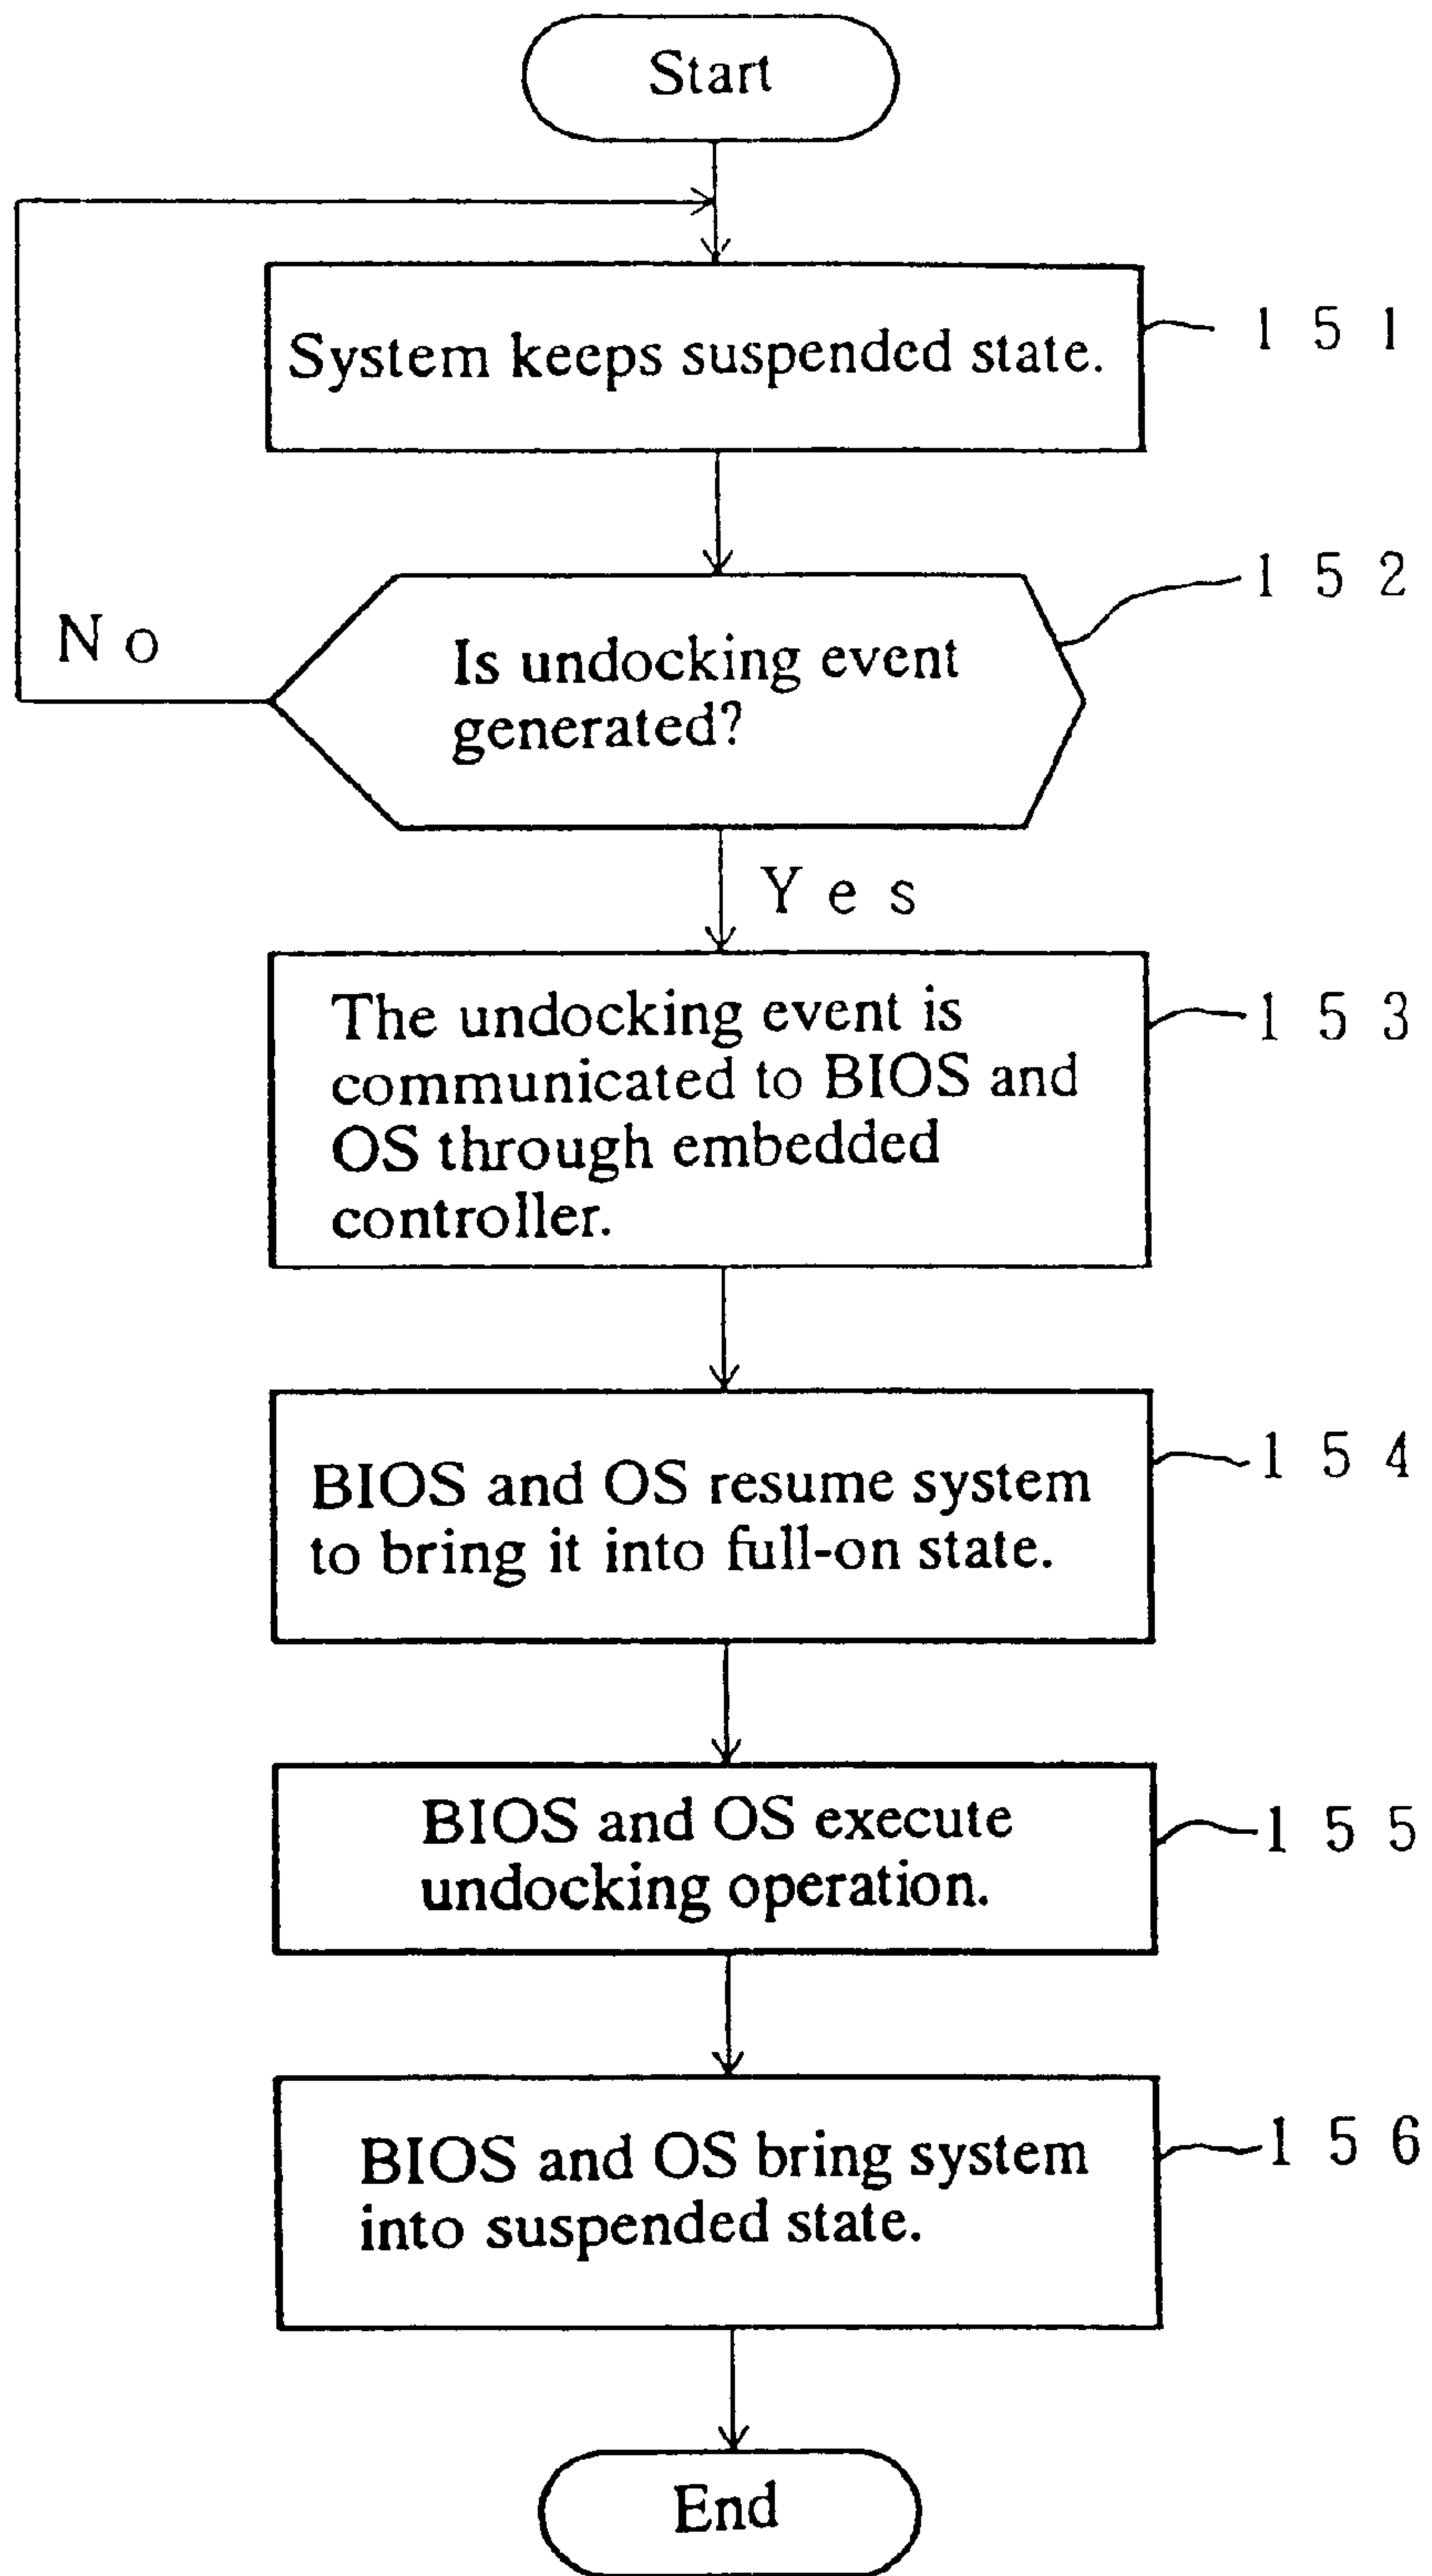 Start
System keeps suspended state.
1 5 1
1 5 2
No
Is undocking event
generated?
Yes
The undocking event is
communicated to BIOS and
OS through embedded
controller.
1 5 3
BIOS and OS resume system
to bring it into full-on state.
1 5 4
BIOS and OS execute
undocking operation.
1 5 5
BIOS and OS bring system
into suspended state.
1 5 6
End